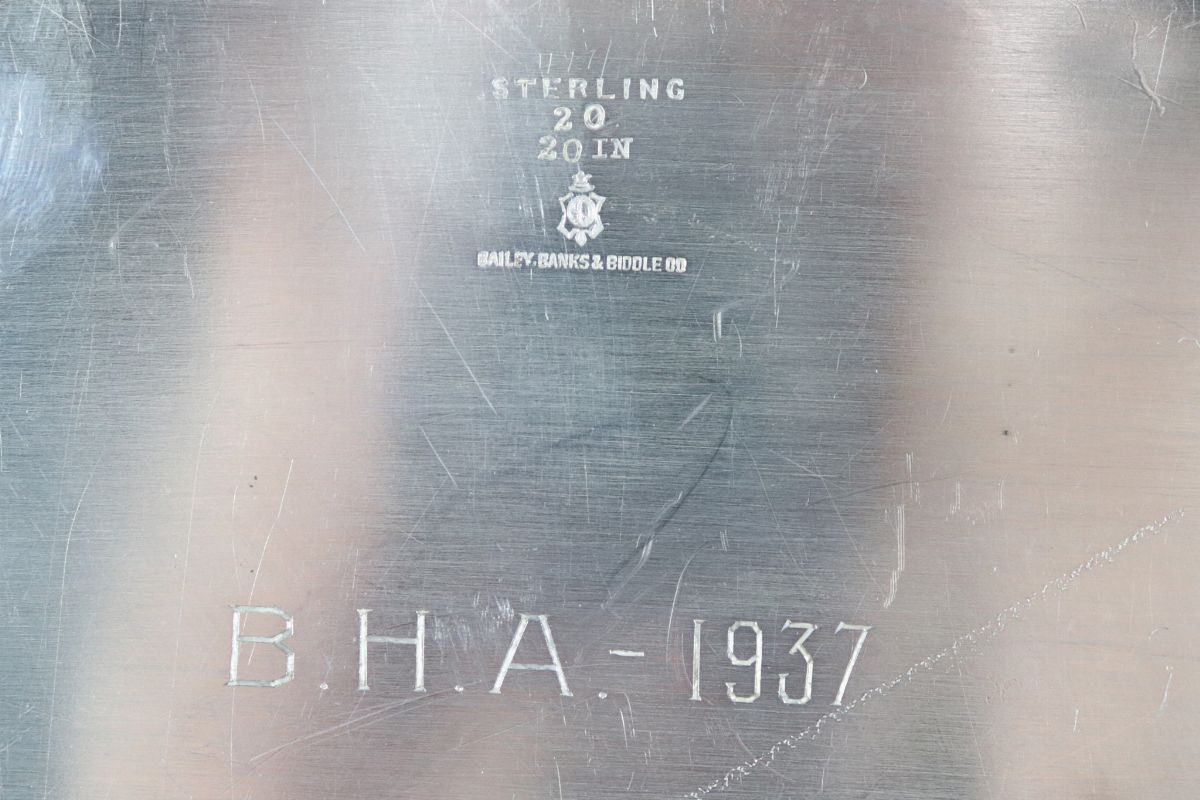 STERLING
20
20 IN
BAILEY, BANKS & BIDDLE CO
B.H.A. - 1937